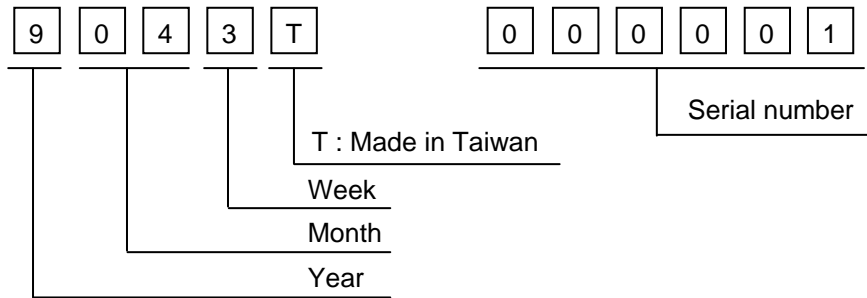 9 0 4 3 T 0 0 0 0 0 1
Serial number
T : Made in Taiwan
Week
Month
Year